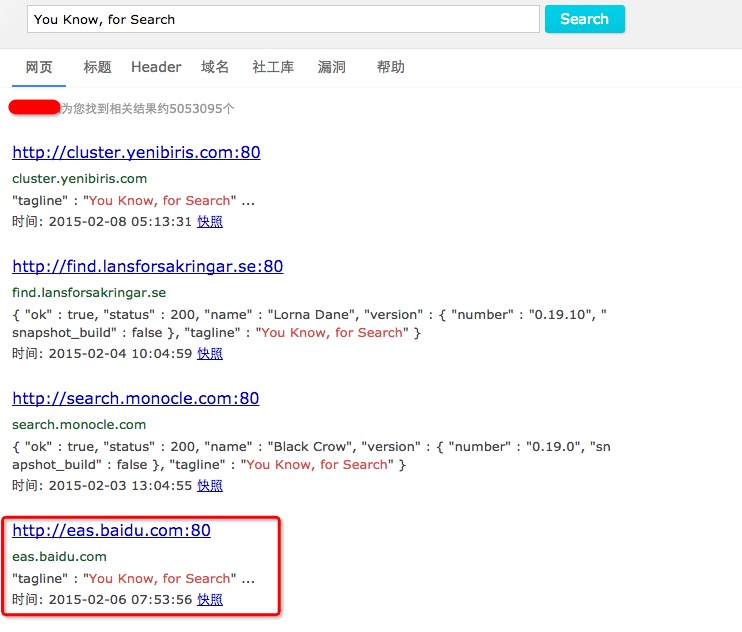 You Know, for Search
Search
网页 标题 Header 域名 社工库 漏洞 帮助
为您找到相关结果约5053095个
http://cluster.yenibiris.com:80
cluster.yenibiris.com
"tagline" : "You Know, for Search" ...
时间: 2015-02-08 05:13:31 快照
http://find.lansforsakringar.se:80
find.lansforsakringar.se
{ "ok" : true, "status" : 200, "name" : "Lorna Dane", "version" : { "number" : "0.19.10", "
snapshot_build" : false }, "tagline" : "You Know, for Search" }
时间: 2015-02-04 10:04:59 快照
http://search.monocle.com:80
search.monocle.com
{ "ok" : true, "status" : 200, "name" : "Black Crow", "version" : { "number" : "0.19.0", "sn
apshot_build" : false }, "tagline" : "You Know, for Search" }
时间: 2015-02-03 13:04:55 快照
http://eas.baidu.com:80
eas.baidu.com
"tagline" : "You Know, for Search" ...
时间: 2015-02-06 07:53:56 快照